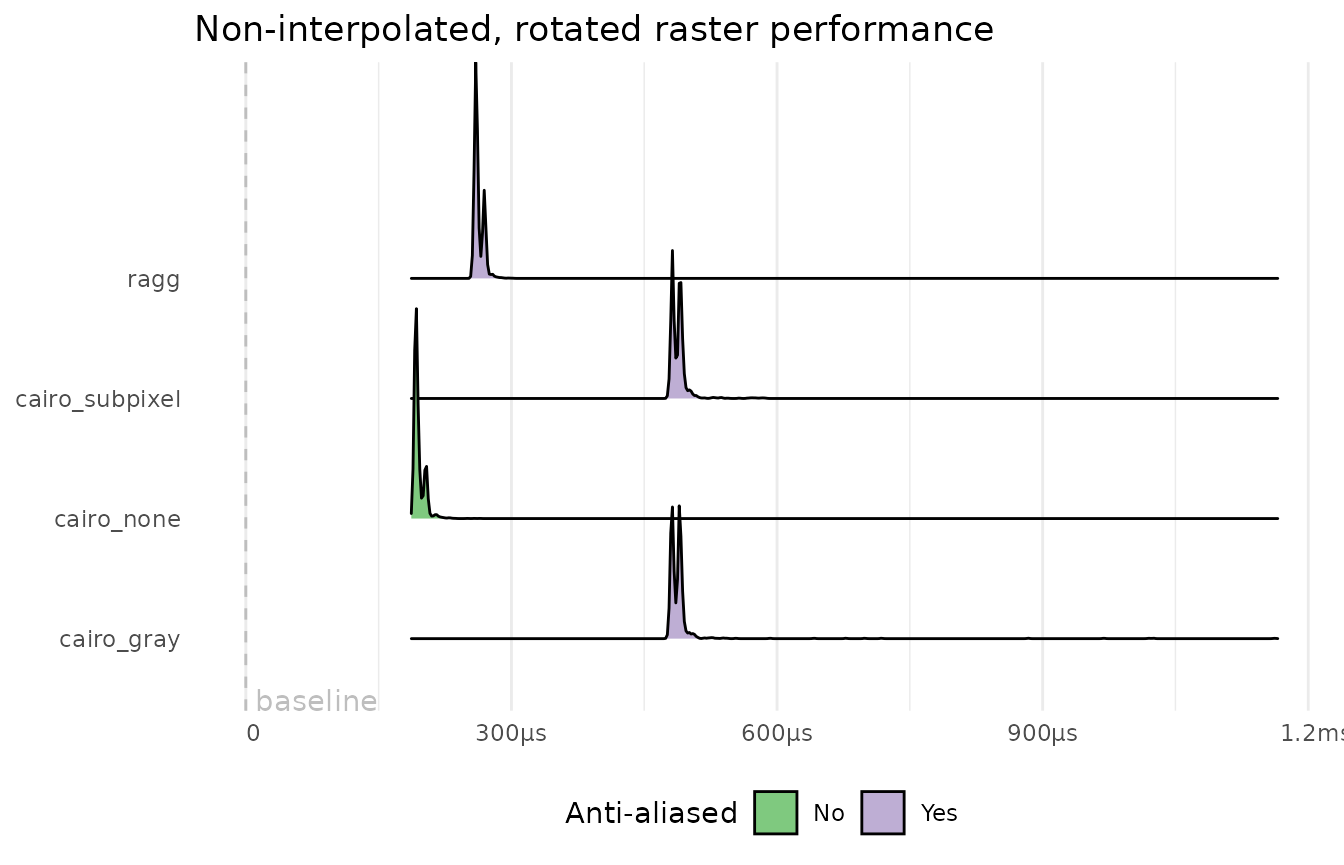 Non-interpolated, rotated raster performance
ragg
cairo_subpixel
cairo_none
cairo_gray
baseline
0 300µs 600µs 900µs 1.2ms
Anti-aliased No Yes